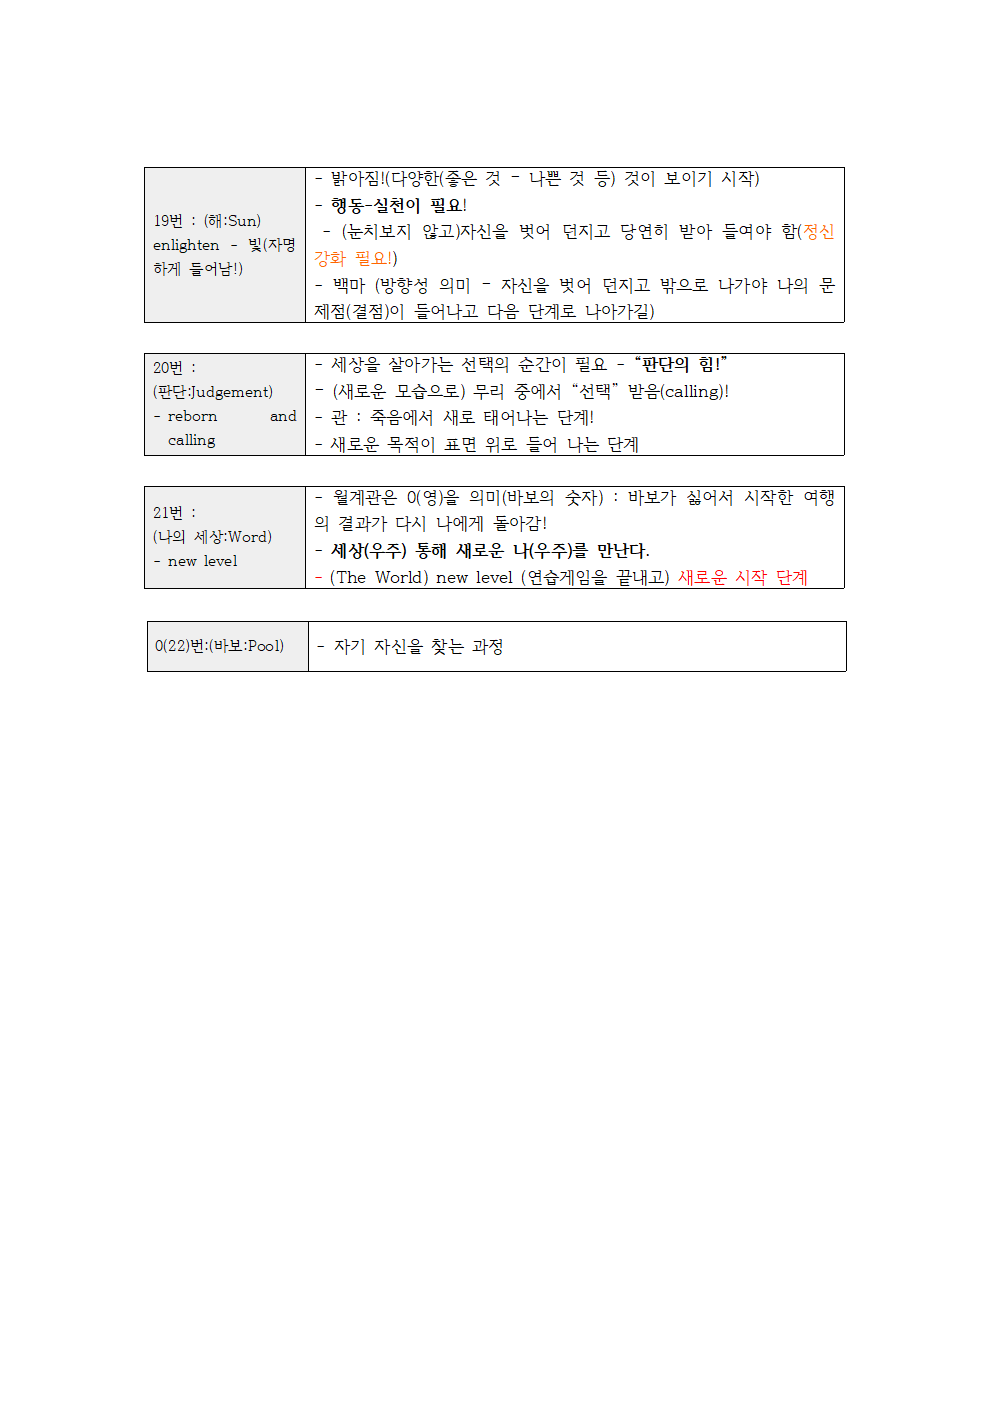 19번 : (해:Sun)
enlighten - 빛(자명
하게 들어남!)
- 밝아짐!(다양한(좋은 것 - 나쁜 것 등) 것이 보이기 시작)
- 행동-실천이 필요!
- (눈치보지 않고)자신을 벗어 던지고 당연히 받아 들여야 함(정신
강화 필요!)
- 백마 (방향성 의미 - 자신을 벗어 던지고 밖으로 나가야 나의 문
제점(결점)이 들어나고 다음 단계로 나아가길)
20번 :
(판단:Judgement)
- reborn and
calling
- 세상을 살아가는 선택의 순간이 필요 - “판단의 힘!”
- (새로운 모습으로) 무리 중에서 “선택” 받음(calling)!
- 관 : 죽음에서 새로 태어나는 단계!
- 새로운 목적이 표면 위로 들어 나는 단계
21번 :
(나의 세상:Word)
- new level
- 월계관은 0(영)을 의미(바보의 숫자) : 바보가 싫어서 시작한 여행
의 결과가 다시 나에게 돌아감!
- 세상(우주) 통해 새로운 나(우주)를 만난다.
- (The World) new level (연습게임을 끝내고) 새로운 시작 단계
0(22)번:(바보:Pool)
- 자기 자신을 찾는 과정